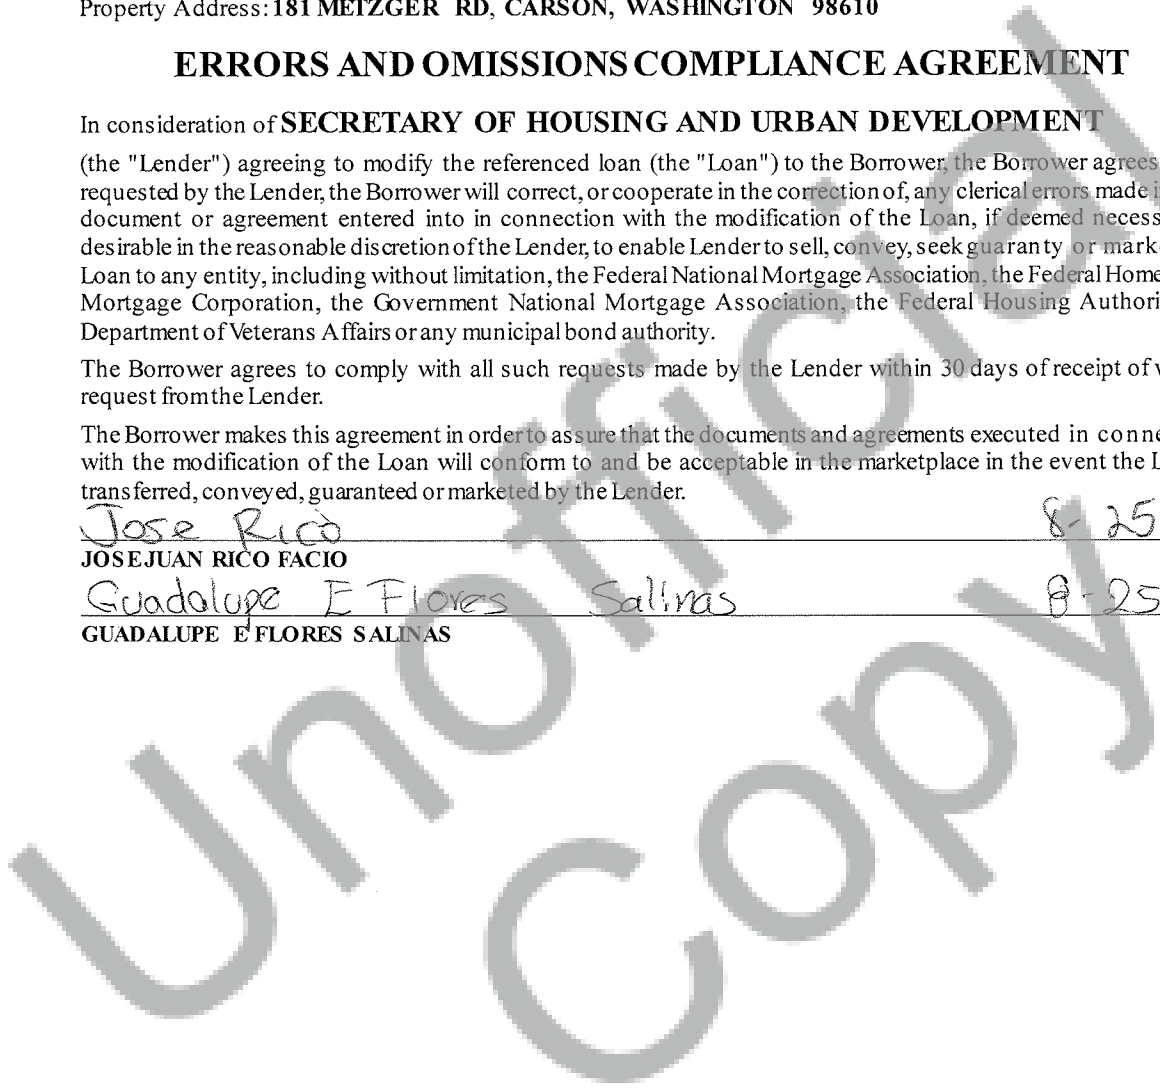 Property Address: 181 METZGER RD, CARSON, WASHINGTON 98610
ERRORS AND OMISSIONS COMPLIANCE AGREEMENT
In consideration of SECRETARY OF HOUSING AND URBAN DEVELOPMENT
(the "Lender") agreeing to modify the referenced loan (the "Loan") to the Borrower, the Borrower agrees
requested by the Lender, the Borrower will correct, or cooperate in the correction of, any clerical errors made
document or agreement entered into in connection with the modification of the Loan, if deemed necess
desirable in the reasonable discretion of the Lender, to enable Lender to sell, convey, seek guaranty or mark
Loan to any entity, including without limitation, the Federal National Mortgage Association, the Federal Home
Mortgage Corporation, the Government National Mortgage Association, the Federal Housing Authori
Department of Veterans Affairs or any municipal bond authority.
The Borrower agrees to comply with all such requests made by the Lender within 30 days of receipt of
request from the Lender.
The Borrower makes this agreement in order to assure that the documents and agreements executed in conne
with the modification of the Loan will conform to and be acceptable in the marketplace in the event the L
transferred, conveyed, guaranteed or marketed by the Lender.
Jose Rico 8-25
JOSE JUAN RICO FACIO
Guadalupe E Flores Salinas 8-25
GUADALUPE E FLORES SALINAS
Unofficial
Copy